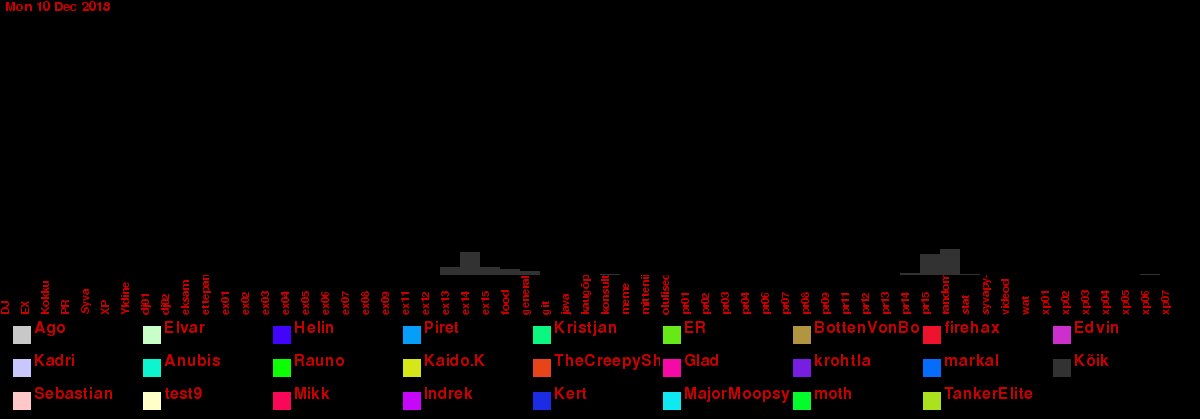 Mon 10 Dec 2018
DJ EX Kokku PR Syva XP Yldine dj01 dj02 eksam ettepan ex01 ex02 ex03 ex04 ex05 ex06 ex07 ex08 ex09 ex11 ex12 ex13 ex14 ex15 food general git java kaugõp konsult meme mitteinii olulisec pr01 pr02 pr03 pr04 pr06 pr07 pr08 pr09 pr11 pr12 pr13 pr14 pr15 random stat syvapy- videod wat xp01 xp02 xp03 xp04 xp05 xp06 xp07
Ago Elvar Helin Piret Kristjan ER BottenVonBo firehax Edvin
Kadri Anubis Rauno Kaido.K TheCreepySh Glad krohtla markal Kõik
Sebastian test9 Mikk Indrek Kert MajorMoopsy moth TankerElite